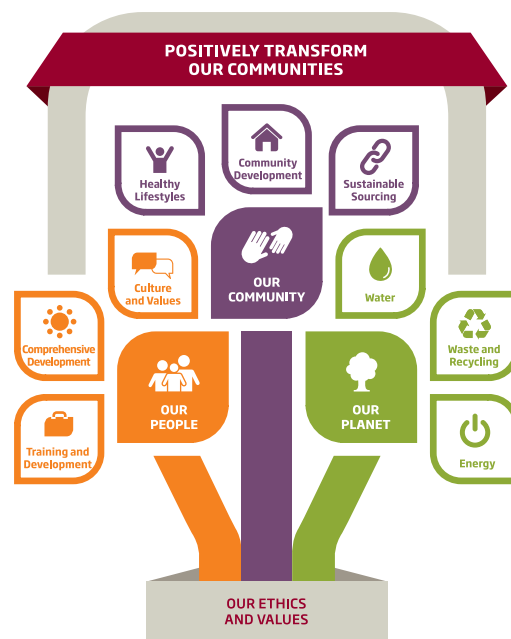 POSITIVELY TRANSFORM
OUR COMMUNITIES
Community
Development
Healthy
Lifestyles
Sustainable
Sourcing
Culture
and Values
OUR
COMMUNITY
Water
Comprehensive
Development
Waste and
Recycling
OUR
PEOPLE
OUR
PLANET
Training and
Development
Energy
OUR ETHICS
AND VALUES